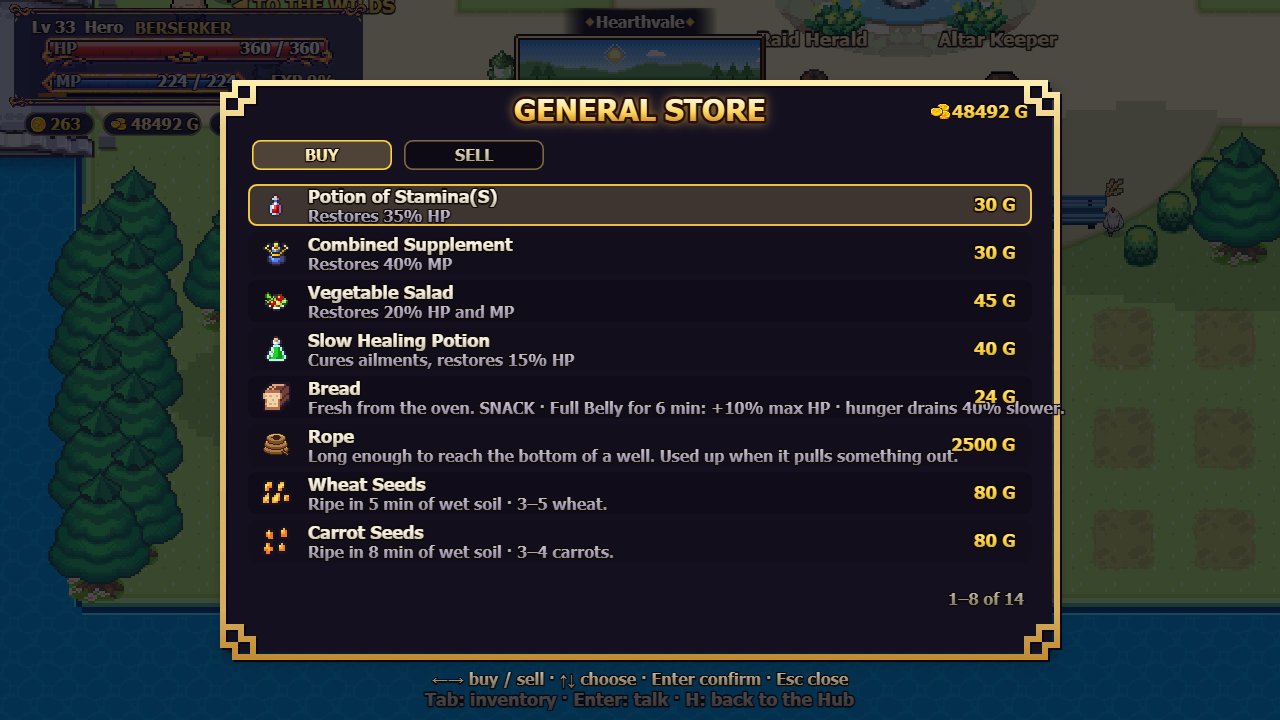 TO THE WILDS
Lv 33 Hero BERSERKER
◆Hearthvale◆
HP 360 / 360
Raid Herald
Altar Keeper
MP 224 / 224
EXP 0%
263
48492 G
GENERAL STORE
48492 G
BUY
SELL
Potion of Stamina(S)
Restores 35% HP
30 G
Combined Supplement
Restores 40% MP
30 G
Vegetable Salad
Restores 20% HP and MP
45 G
Slow Healing Potion
Cures ailments, restores 15% HP
40 G
Bread
Fresh from the oven. SNACK · Full Belly for 6 min: +10% max HP · hunger drains 40% slower.
24 G
Rope
Long enough to reach the bottom of a well. Used up when it pulls something out.
2500 G
Wheat Seeds
Ripe in 5 min of wet soil · 3–5 wheat.
80 G
Carrot Seeds
Ripe in 8 min of wet soil · 3–4 carrots.
80 G
1–8 of 14
←→ buy / sell · ↑↓ choose · Enter confirm · Esc close
Tab: inventory · Enter: talk · H: back to the Hub